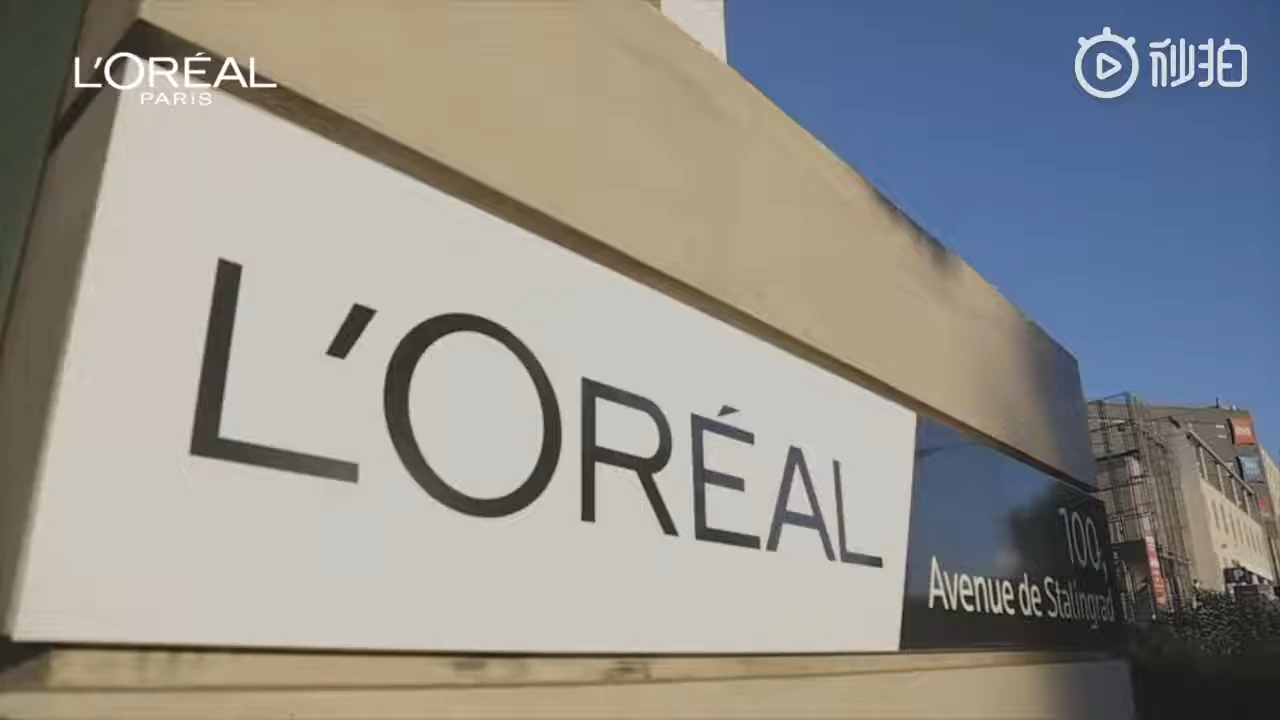 L'ORÉAL
PARIS
秒拍
L'ORÉAL
100,
Avenue de Stalingrad